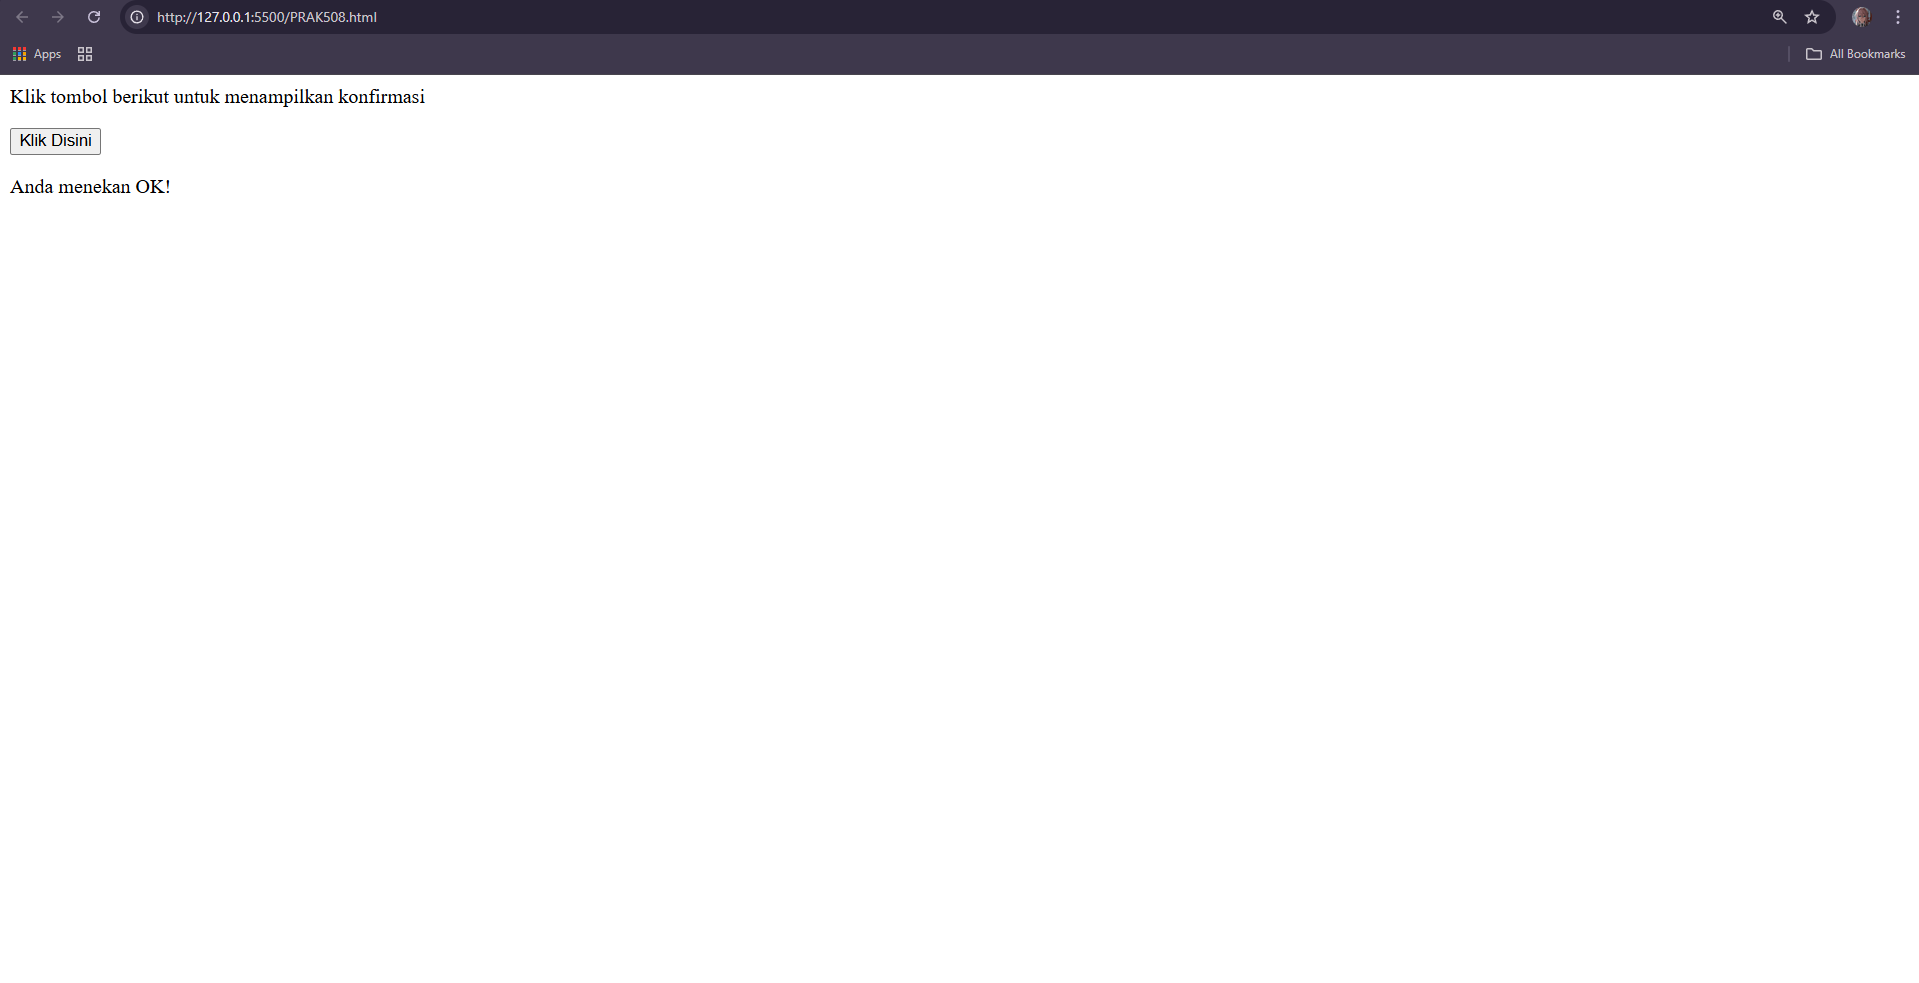 http://127.0.0.1:5500/PRAK508.html
Apps
All Bookmarks
Klik tombol berikut untuk menampilkan konfirmasi
Klik Disini
Anda menekan OK!